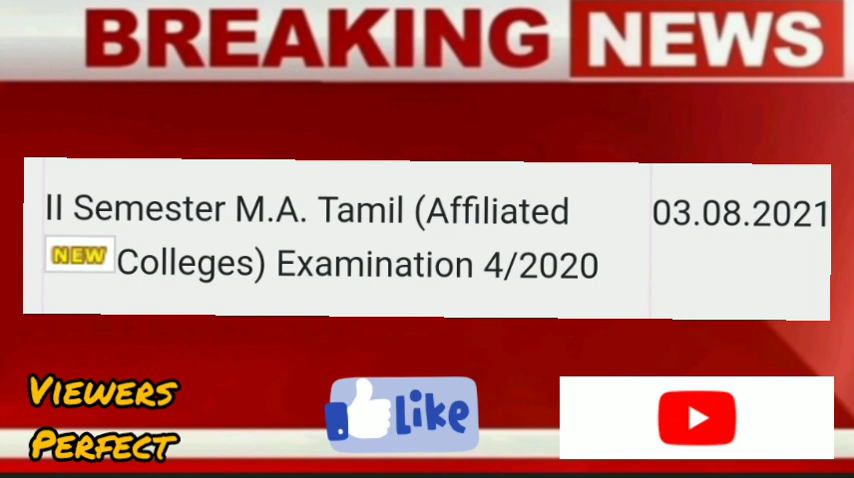 BREAKING NEWS
II Semester M.A. Tamil (Affiliated
03.08.2021
NEW Colleges) Examination 4/2020
VIEWERS
PERFECT
Like